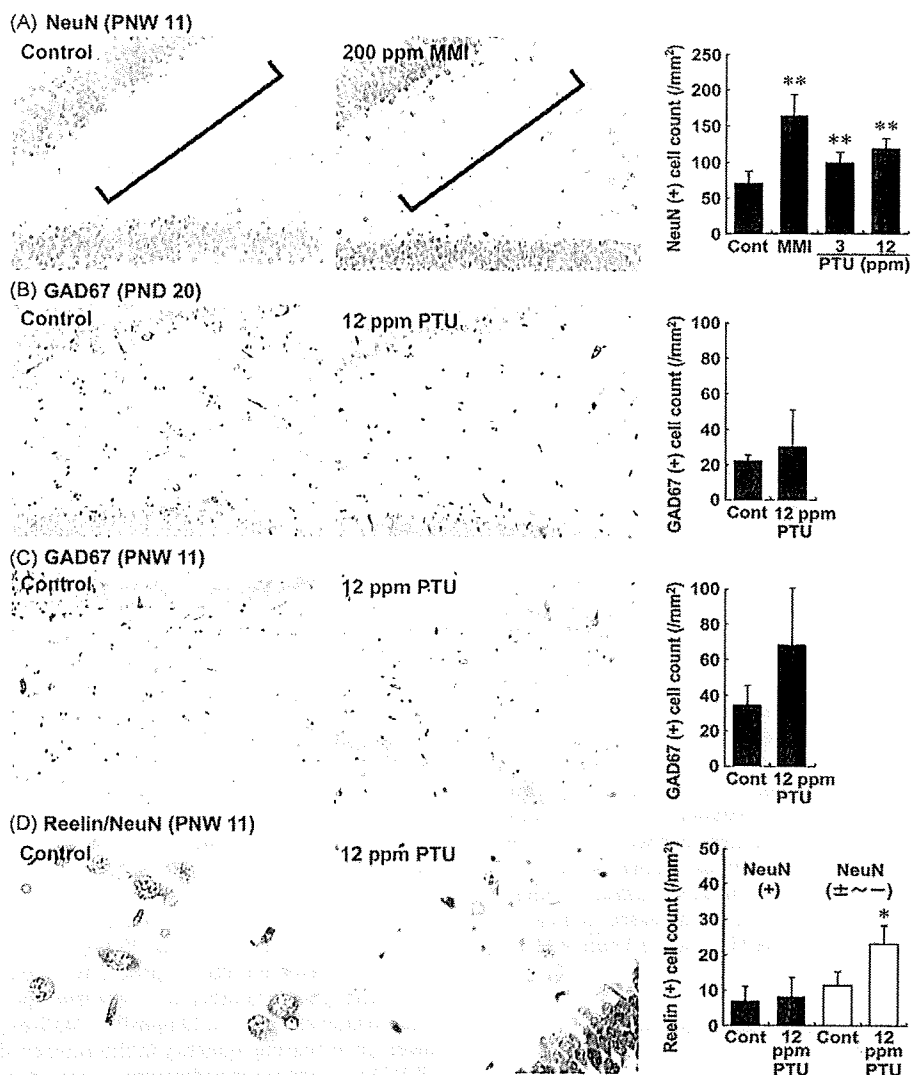 (A) NeuN (PNW 11)
Control
200 ppm MMI
NeuN (+) cell count (/mm²)
250
200
150
100
50
0
**
**
**
Cont MMI 3 12
PTU (ppm)
(B) GAD67 (PND 20)
Control
12 ppm PTU
GAD67 (+) cell count (/mm²)
100
80
60
40
20
0
Cont 12 ppm
PTU
(C) GAD67 (PNW 11)
Control
12 ppm PTU
GAD67 (+) cell count (/mm²)
100
80
60
40
20
0
Cont 12 ppm
PTU
(D) Reelin/NeuN (PNW 11)
Control
12 ppm PTU
Reelin (+) cell count (/mm²)
50
40
30
20
10
0
NeuN
(+)
NeuN
(±~−)
*
Cont 12 Cont 12
ppm ppm
PTU PTU